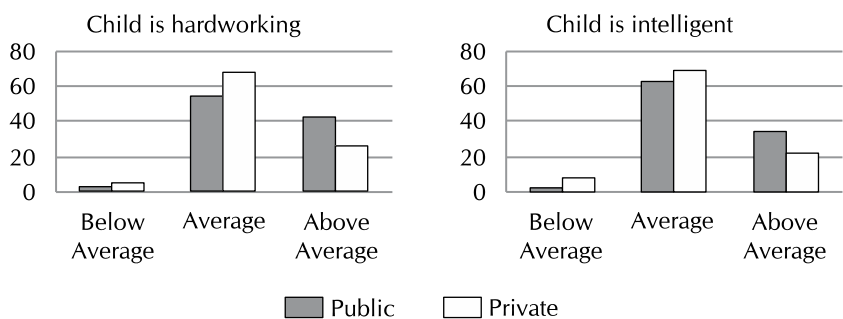 Child is hardworking
80
60
40
20
0
Below Average
Average
Above Average
Child is intelligent
80
60
40
20
0
Below Average
Average
Above Average
Public
Private